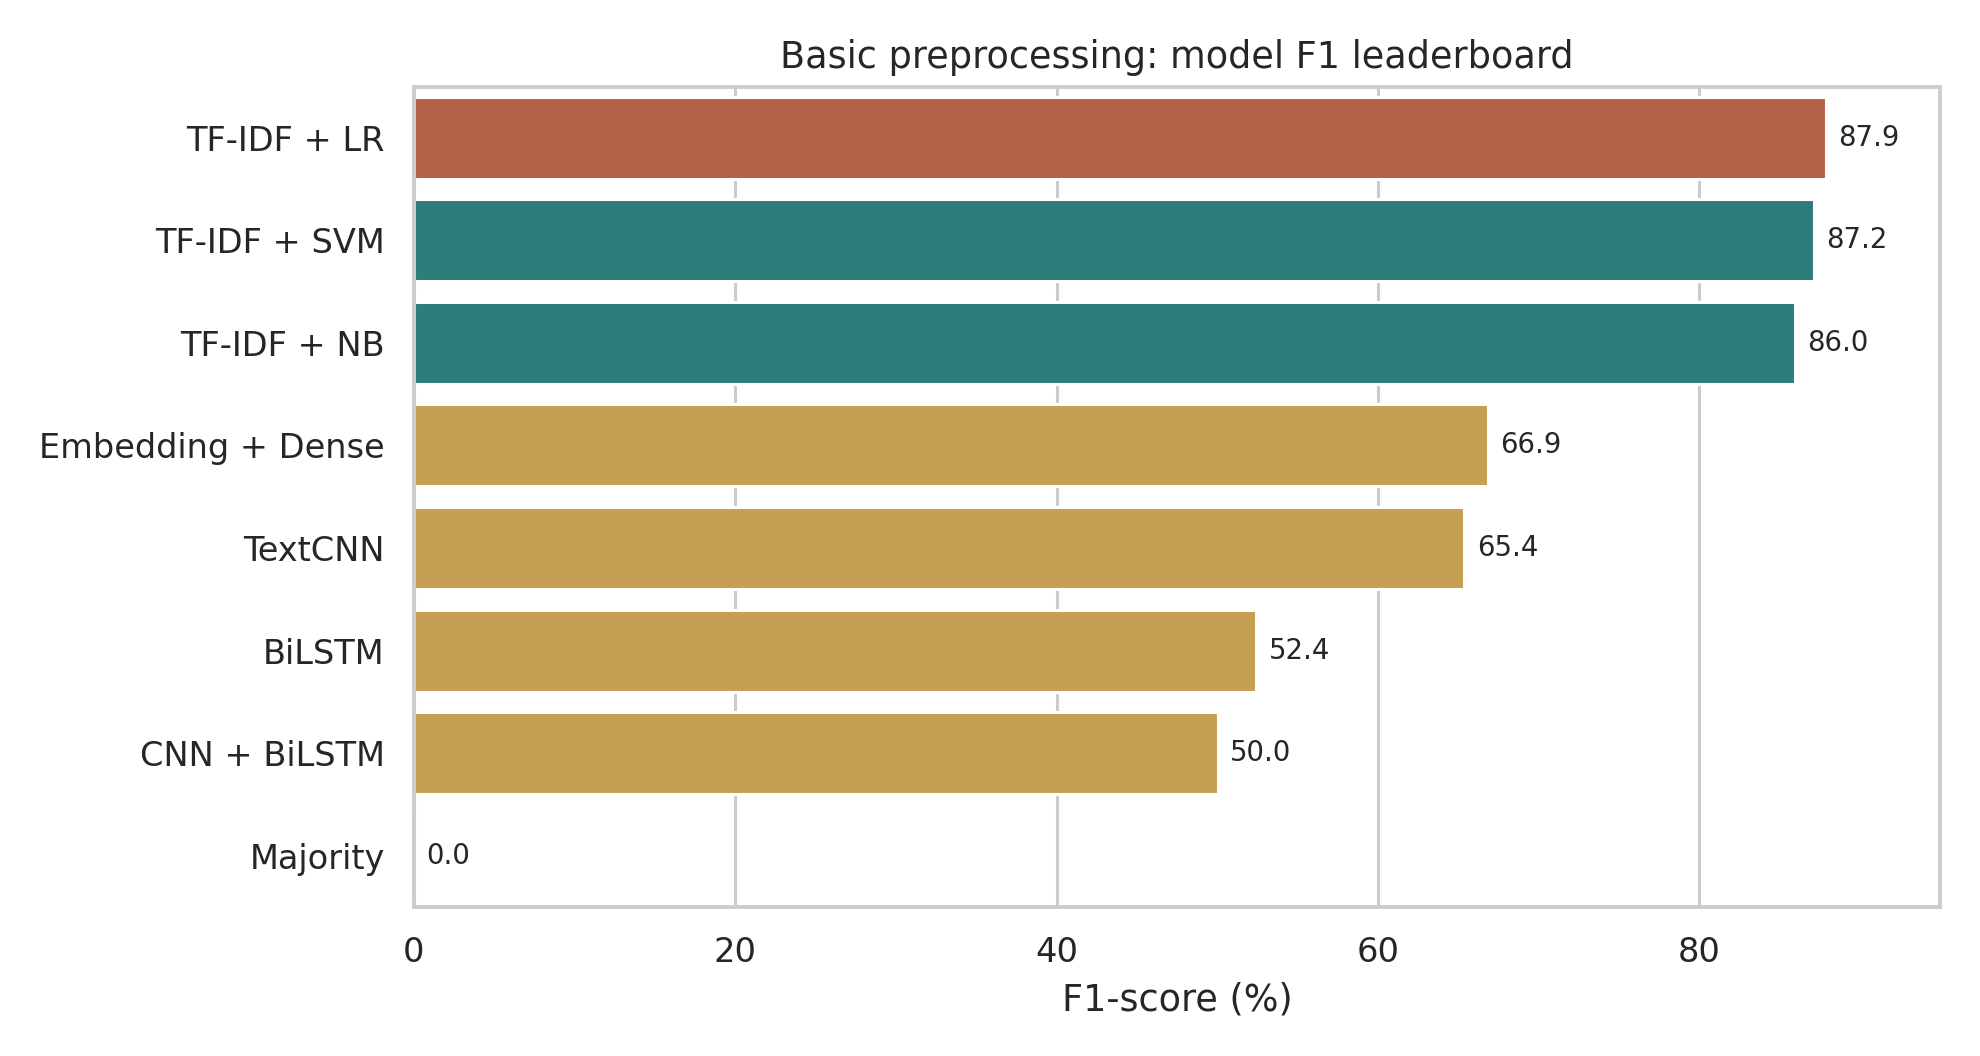 Basic preprocessing: model F1 leaderboard
TF-IDF + LR 87.9
TF-IDF + SVM 87.2
TF-IDF + NB 86.0
Embedding + Dense 66.9
TextCNN 65.4
BiLSTM 52.4
CNN + BiLSTM 50.0
Majority 0.0
0 20 40 60 80
F1-score (%)